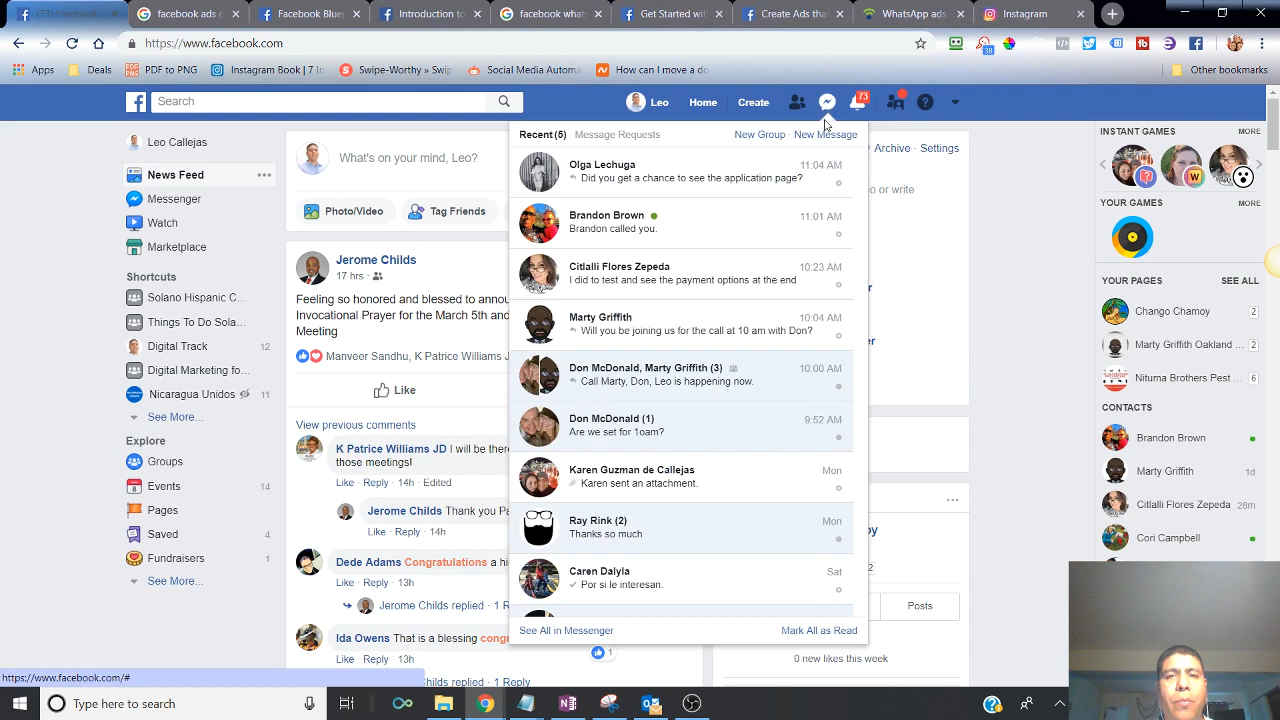 (73) Facebook
facebook ads c
Facebook Bluep
Introduction to
facebook what
Get Started with
Create Ads that
WhatsApp ads
Instagram
https://www.facebook.com
38
Apps
Deals
PDF to PNG
Instagram Book | 7 In
Swipe-Worthy » Swip
Social Media Automa
How can I move a do
Other bookmarks
Search
Leo
Home
Create
73
Leo Callejas
News Feed
Messenger
Watch
Marketplace
Shortcuts
Solano Hispanic C...
Things To Do Sola...
Digital Track 12
Digital Marketing fo...
Nicaragua Unidos 11
See More...
Explore
Groups
Events 14
Pages
Saved 4
Fundraisers 1
See More...
What's on your mind, Leo?
Photo/Video
Tag Friends
Jerome Childs
17 hrs
Feeling so honored and blessed to annou
Invocational Prayer for the March 5th and
Meeting
Manveer Sandhu, K Patrice Williams J
Like
View previous comments
K Patrice Williams JD I will be there
those meetings!
Like · Reply · 14h · Edited
Jerome Childs Thank you Pa
Like · Reply · 14h
Dede Adams Congratulations a hi
Like · Reply · 13h
Jerome Childs replied · 1 R
Ida Owens That is a blessing cong
Like · Reply · 13h
1
1 Reply
Recent (5)
Message Requests
New Group · New Message
Olga Lechuga 11:04 AM
Did you get a chance to see the application page?
Brandon Brown 11:01 AM
Brandon called you.
Citlalli Flores Zepeda 10:23 AM
I did to test and see the payment options at the end
Marty Griffith 10:04 AM
Will you be joining us for the call at 10 am with Don?
Don McDonald, Marty Griffith (3) 10:00 AM
Call Marty, Don, Leo is happening now.
Don McDonald (1) 9:52 AM
Are we set for 1oam?
Karen Guzman de Callejas Mon
Karen sent an attachment.
Ray Rink (2) Mon
Thanks so much
Caren Dalyla Sat
Por si le interesan.
See All in Messenger
Mark All as Read
Archive · Settings
eo or write
Posts
0 new likes this week
INSTANT GAMES MORE
YOUR GAMES MORE
YOUR PAGES SEE ALL
Chango Chamoy 2
Marty Griffith Oakland ... 2
Nituma Brothers Pest ... 6
CONTACTS
Brandon Brown
Marty Griffith 1d
Citlalli Flores Zepeda 26m
Cori Campbell
https://www.facebook.com/#
Type here to search